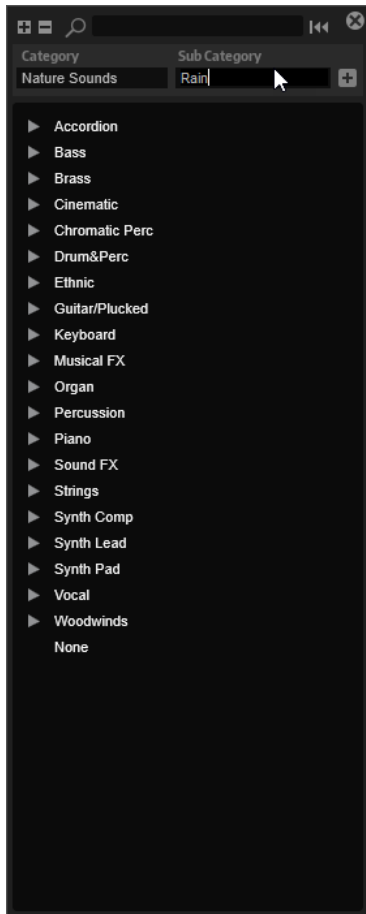 Category Sub Category
Nature Sounds Rain
Accordion
Bass
Brass
Cinematic
Chromatic Perc
Drum&Perc
Ethnic
Guitar/Plucked
Keyboard
Musical FX
Organ
Percussion
Piano
Sound FX
Strings
Synth Comp
Synth Lead
Synth Pad
Vocal
Woodwinds
None